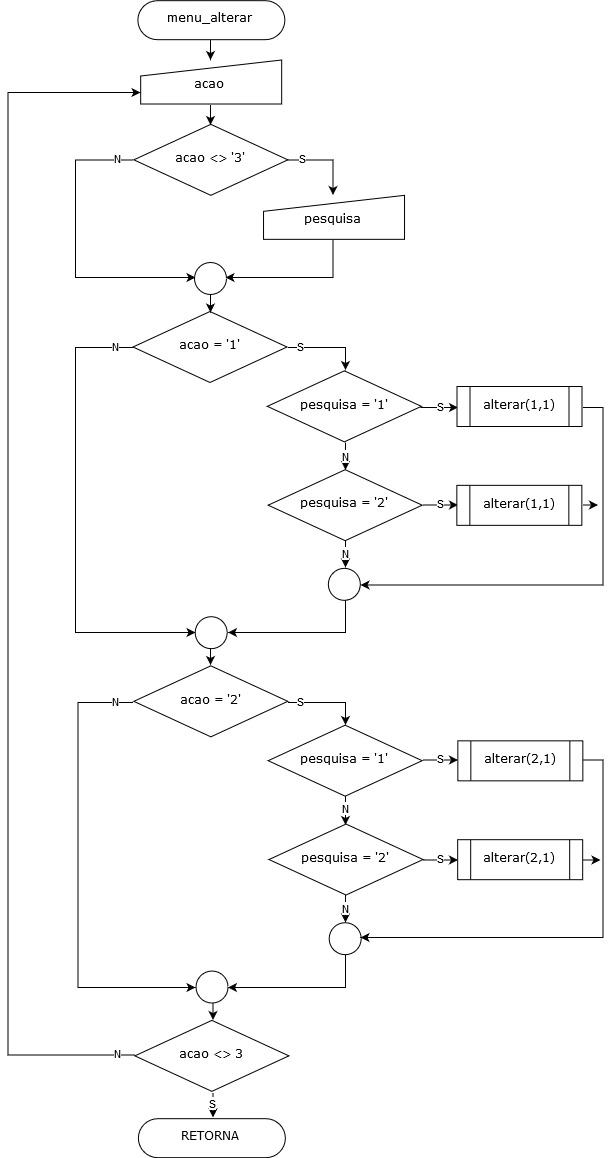 menu_alterar
acao
acao <> '3'
N
S
pesquisa
acao = '1'
N
S
pesquisa = '1'
S
alterar(1,1)
N
pesquisa = '2'
S
alterar(1,1)
N
acao = '2'
N
S
pesquisa = '1'
S
alterar(2,1)
N
pesquisa = '2'
S
alterar(2,1)
N
acao <> 3
N
S
RETORNA